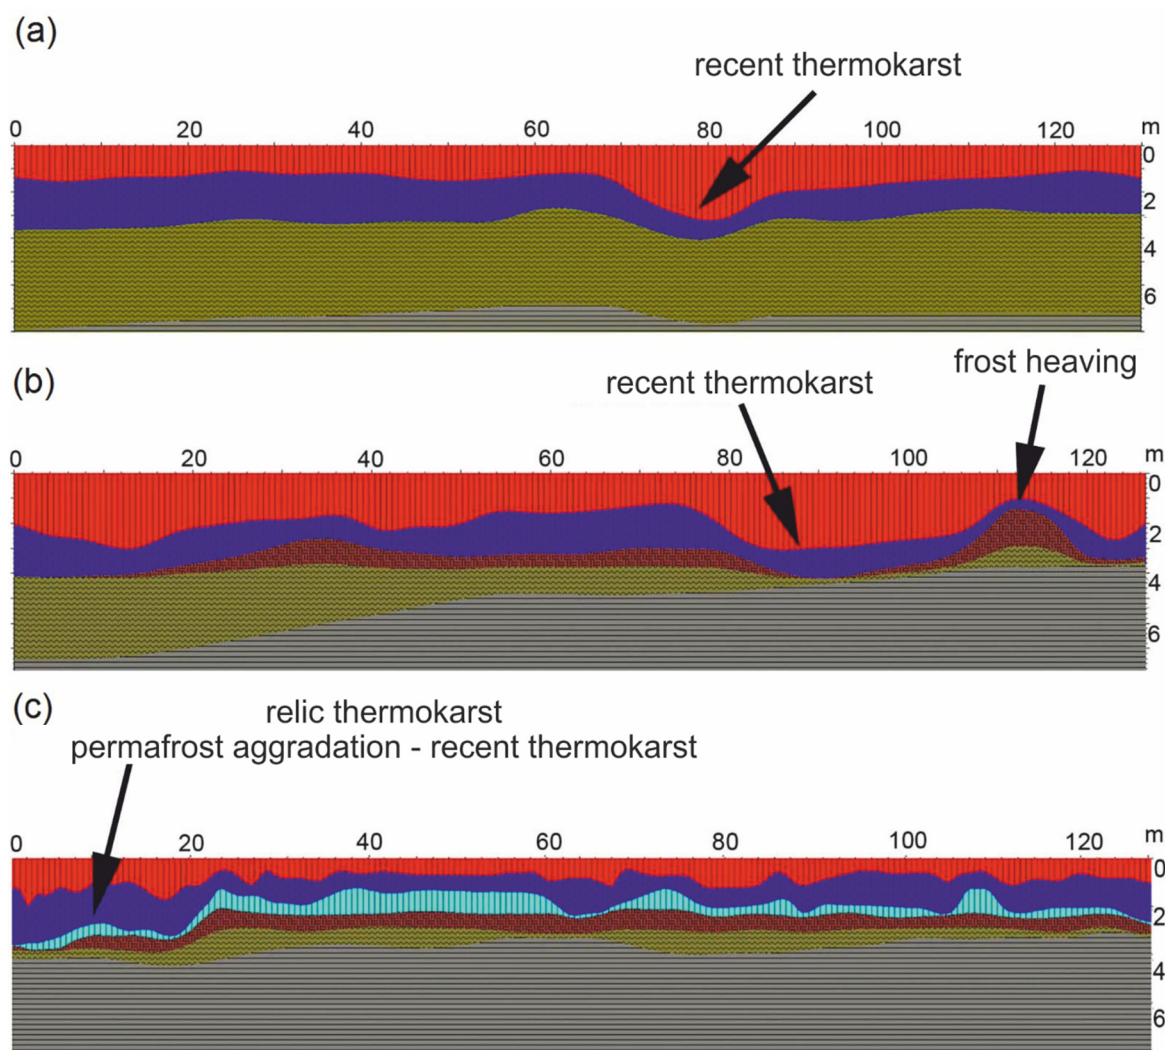 (a)
recent thermokarst
0 20 40 60 80 100 120 m
0
2
4
6
(b)
frost heaving
recent thermokarst
0 20 40 60 80 100 120 m
0
2
4
6
(c)
relic thermokarst
permafrost aggradation - recent thermokarst
0 20 40 60 80 100 120 m
0
2
4
6